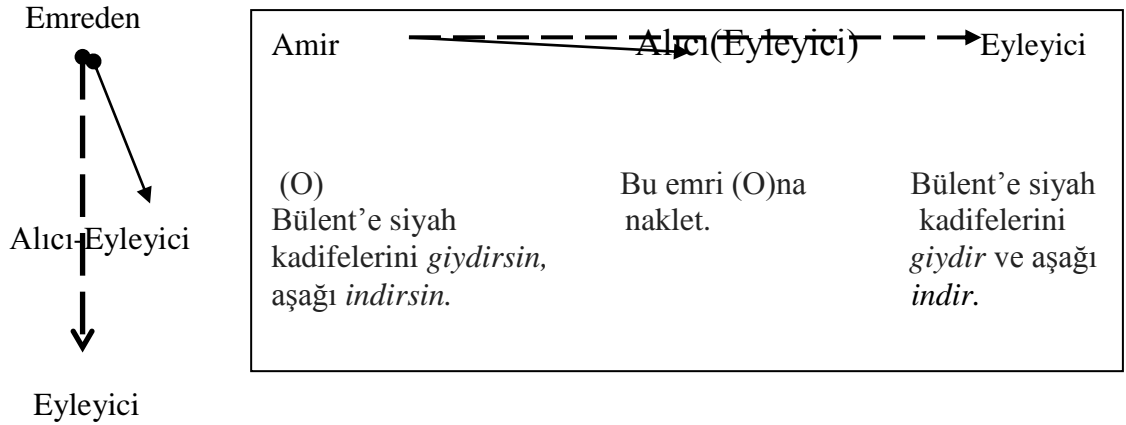 Emreden
Alıcı-Eyleyici
Eyleyici
Amir Alıcı(Eyleyici) Eyleyici
(O)
Bülent’e siyah
kadifelerini giydirsin,
aşağı indirsin.
Bu emri (O)na
naklet.
Bülent’e siyah
kadifelerini
giydir ve aşağı
indir.